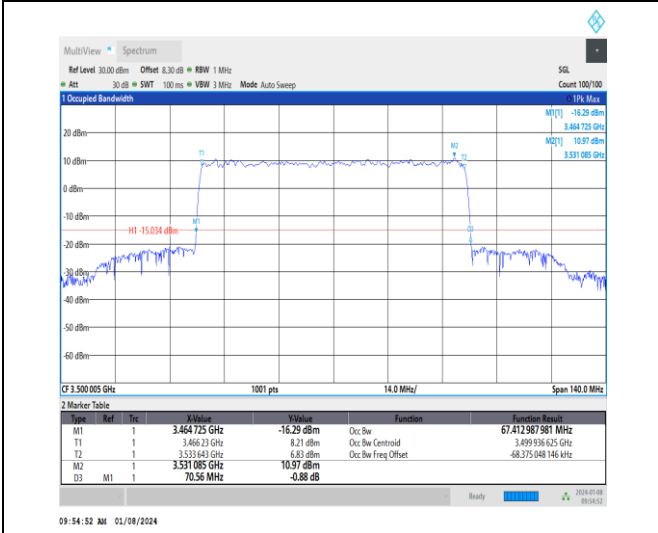 MultiView Spectrum
Ref Level 30.00 dBm Offset 8.30 dB RBW 1 MHz SGL
Att 30 dB SWT 100 ms VBW 3 MHz Mode Auto Sweep Count 100/100
1 Occupied Bandwidth 1Pk Max
M1[1] -16.29 dBm
3.464 725 GHz
20 dBm
M2[1] 10.97 dBm
3.531 085 GHz
M2
T1 T2
10 dBm
0 dBm
-10 dBm
M1
H1 -15.034 dBm
D3
-20 dBm
-30 dBm
-40 dBm
-50 dBm
-60 dBm
CF 3.500 005 GHz 1001 pts 14.0 MHz/ Span 140.0 MHz
2 Marker Table
Type Ref Trc X-Value Y-Value Function Function Result
M1 1 3.464 725 GHz -16.29 dBm Occ Bw 67.412 987 981 MHz
T1 1 3.466 23 GHz 8.21 dBm Occ Bw Centroid 3.499 936 625 GHz
T2 1 3.533 643 GHz 6.83 dBm Occ Bw Freq Offset -68.375 048 146 kHz
M2 1 3.531 085 GHz 10.97 dBm
D3 M1 1 70.56 MHz -0.88 dB
Ready 2024-01-08
09:54:52
09:54:52 AM 01/08/2024